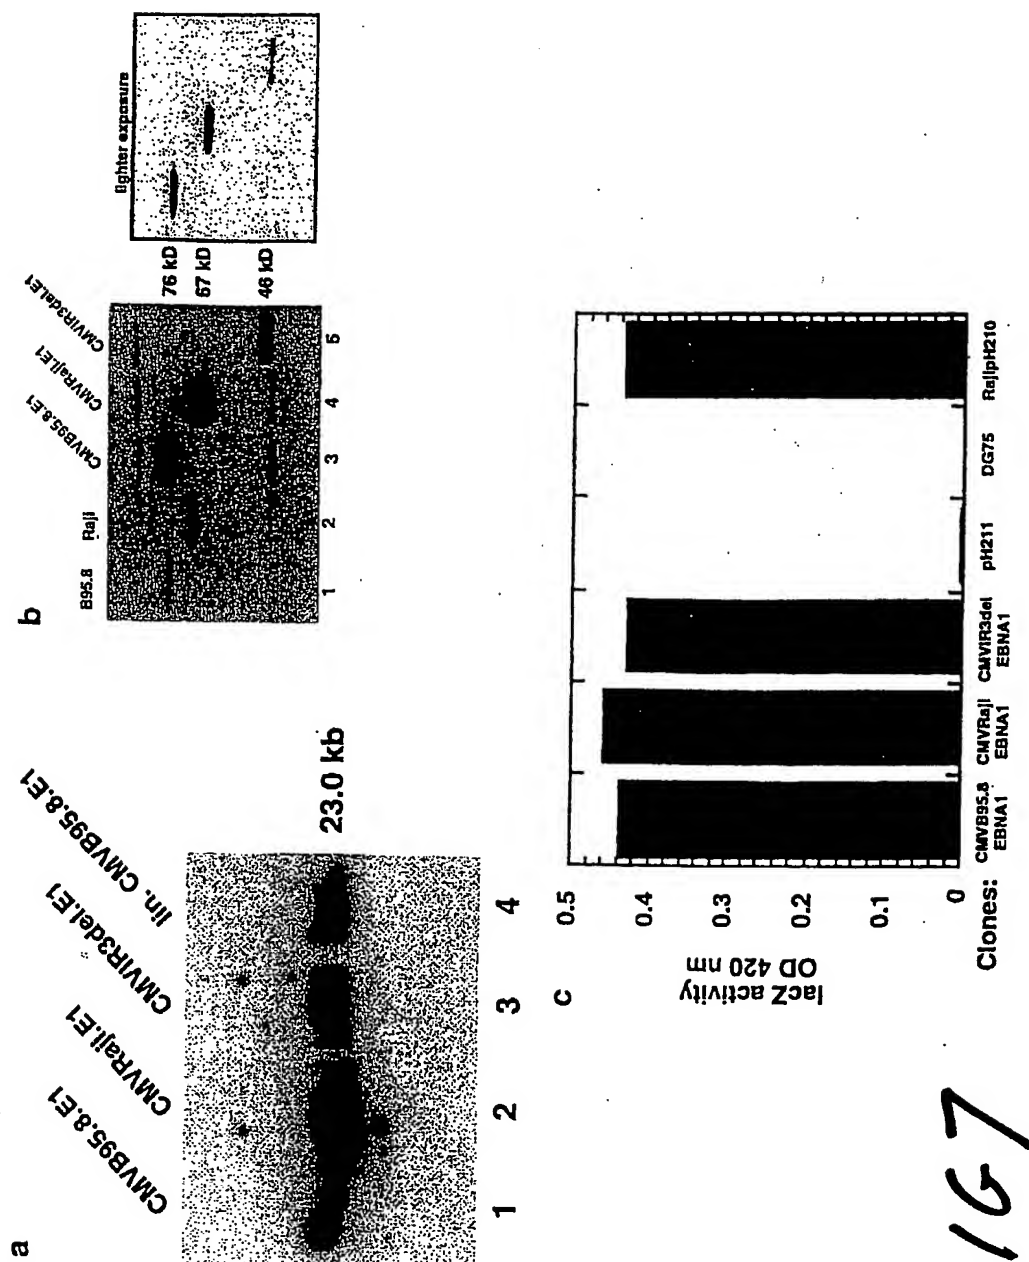 a
CMVB95.8.E1
CMVRaji.E1
CMVIR3del.E1
lin. CMVB95.8.E1
23.0 kb
1 2 3 4
b
B95.8
Raji
CMVB95.8.E1
CMVRaji.E1
CMVIR3del.E1
76 kD
67 kD
46 kD
1 2 3 4 5
lighter exposure
c
lacZ activity
OD 420 nm
0.5
0.4
0.3
0.2
0.1
0
Clones:
CMVB95.8
EBNA1
CMVRaji
EBNA1
CMVIR3del
EBNA1
pH211
DG75
RajipH210
IG 7